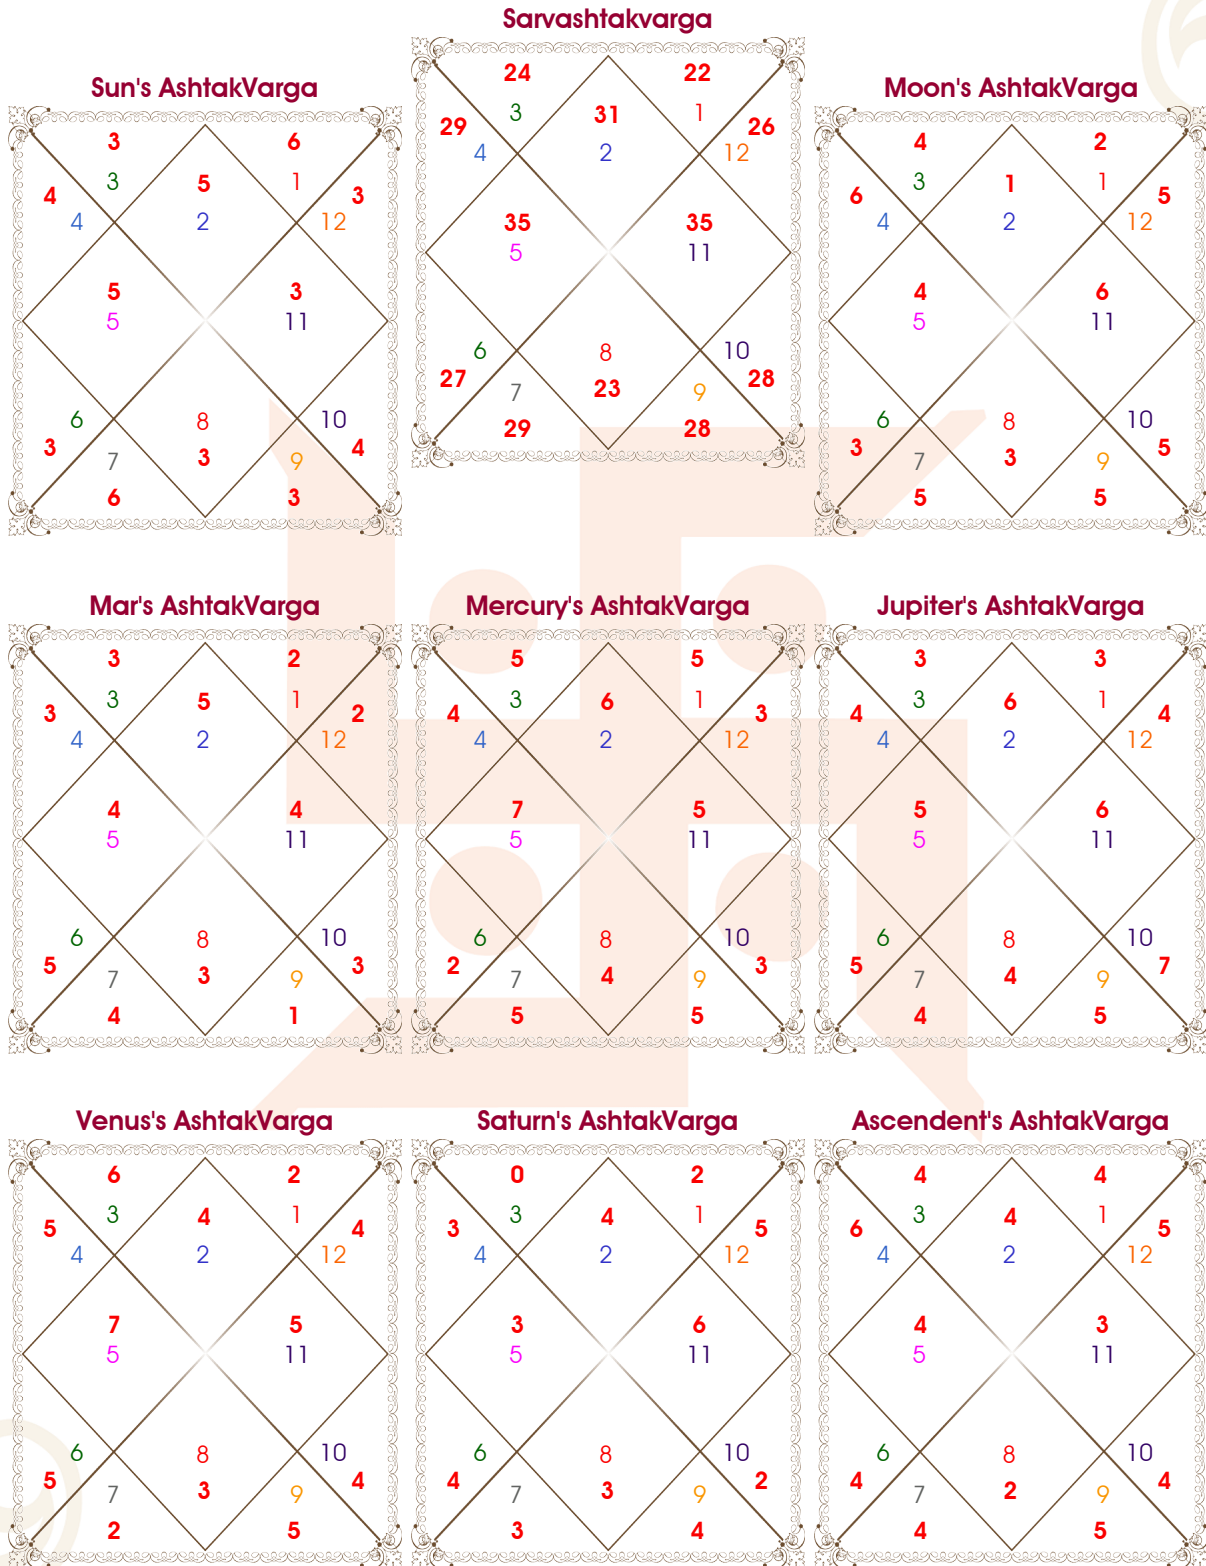 Sarvashtakvarga
24 22
3 31 1
29 26
4 2 12
35 35
5 11
6 8 10
27 23 28
7 9
29 28
Sun's AshtakVarga
3 6
3 5 1
4 3
4 2 12
5 3
5 11
6 8 10
3 3 4
7 9
6 3
Moon's AshtakVarga
4 2
3 1 1
6 5
4 2 12
4 6
5 11
6 8 10
3 3 5
7 9
5 5
Mar's AshtakVarga
3 2
3 5 1
3 2
4 2 12
4 4
5 11
6 8 10
5 3 3
7 9
4 1
Mercury's AshtakVarga
5 5
3 6 1
4 3
4 2 12
7 5
5 11
6 8 10
2 4 3
7 9
5 5
Jupiter's AshtakVarga
3 3
3 6 1
4 4
4 2 12
5 6
5 11
6 8 10
5 4 7
7 9
4 5
Venus's AshtakVarga
6 2
3 4 1
5 4
4 2 12
7 5
5 11
6 8 10
5 3 4
7 9
2 5
Saturn's AshtakVarga
0 2
3 4 1
3 5
4 2 12
3 6
5 11
6 8 10
4 3 2
7 9
3 4
Ascendent's AshtakVarga
4 4
3 4 1
6 5
4 2 12
4 3
5 11
6 8 10
4 2 4
7 9
4 5